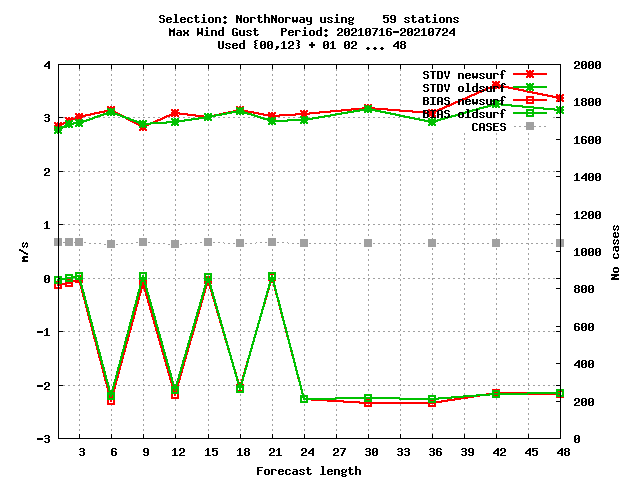 Selection: NorthNorway using    59 stations
Max Wind Gust   Period: 20210716-20210724
Used {00,12} + 01 02 ... 48
4
3
2
1
0
-1
-2
-3
m/s
2000
1800
1600
1400
1200
1000
800
600
400
200
0
No cases
STDV newsurf
STDV oldsurf
BIAS newsurf
BIAS oldsurf
CASES
3 6 9 12 15 18 21 24 27 30 33 36 39 42 45 48
Forecast length